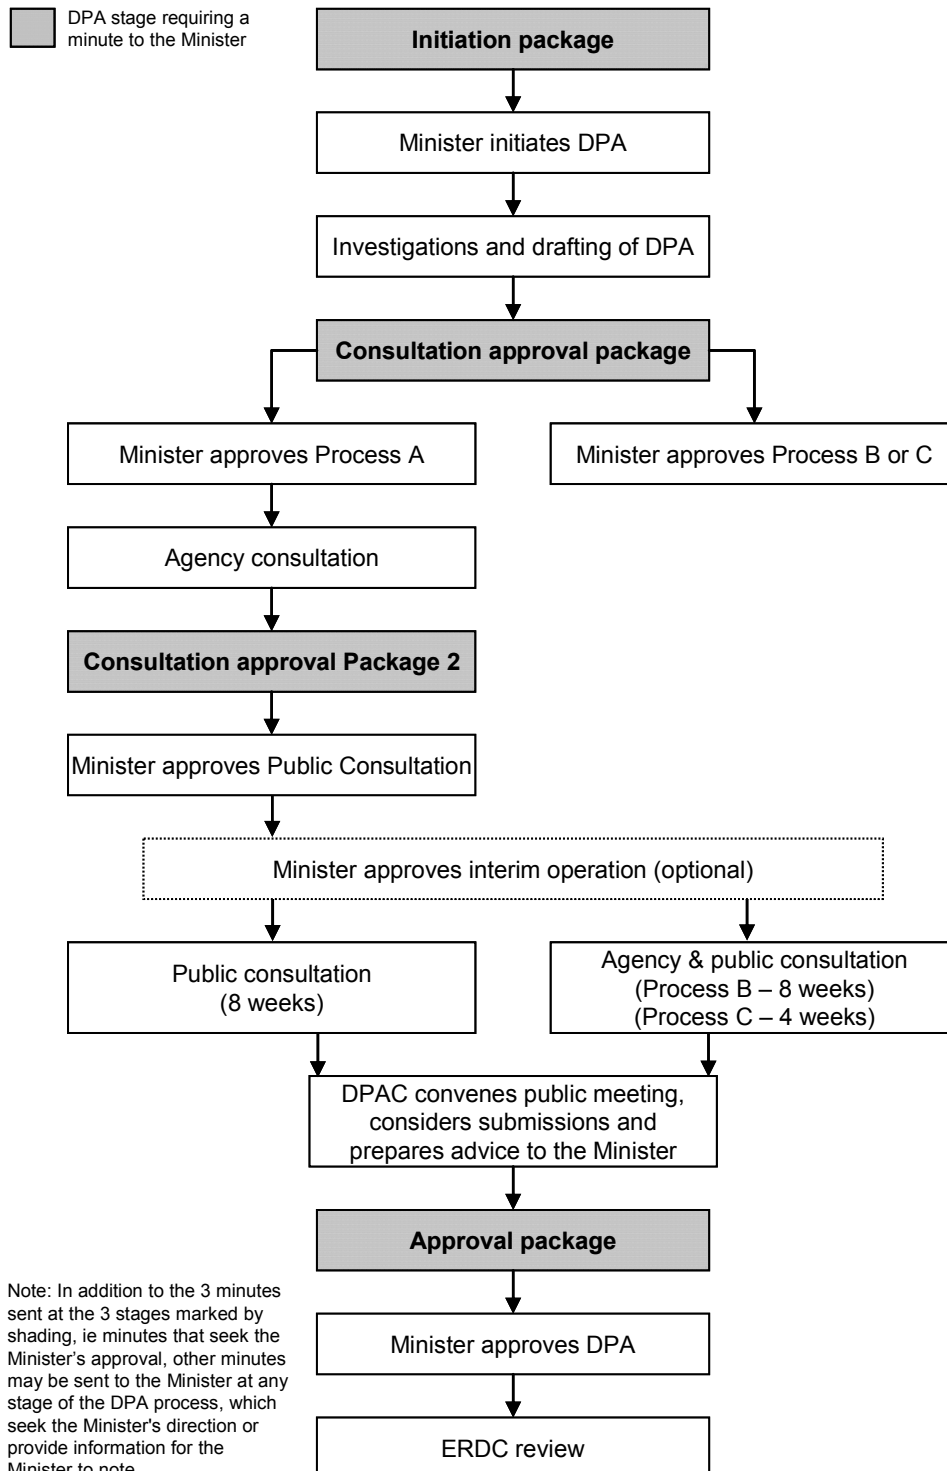 DPA stage requiring a
minute to the Minister
Initiation package
Minister initiates DPA
Investigations and drafting of DPA
Consultation approval package
Minister approves Process A
Minister approves Process B or C
Agency consultation
Consultation approval Package 2
Minister approves Public Consultation
Minister approves interim operation (optional)
Public consultation
(8 weeks)
Agency & public consultation
(Process B – 8 weeks)
(Process C – 4 weeks)
DPAC convenes public meeting,
considers submissions and
prepares advice to the Minister
Approval package
Minister approves DPA
ERDC review
Note: In addition to the 3 minutes
sent at the 3 stages marked by
shading, ie minutes that seek the
Minister’s approval, other minutes
may be sent to the Minister at any
stage of the DPA process, which
seek the Minister's direction or
provide information for the
Minister to note